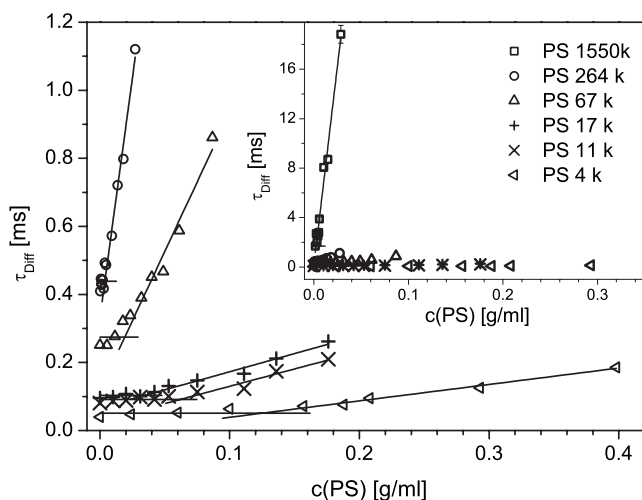 1.2
1.0
0.8
0.6
0.4
0.2
0.0
τDiff [ms]
0.0
0.1
0.2
0.3
0.4
c(PS) [g/ml]
16
12
8
4
0
τDiff [ms]
0.0
0.1
0.2
0.3
c(PS) [g/ml]
PS 1550k
PS 264 k
PS 67 k
PS 17 k
PS 11 k
PS 4 k